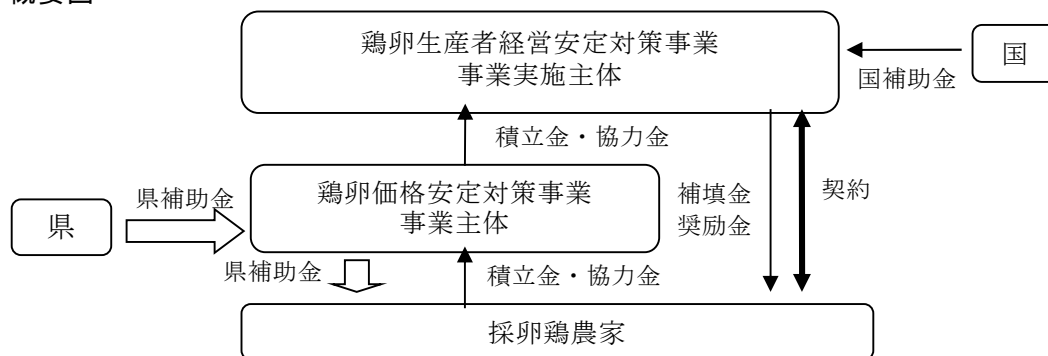 鶏卵生産者経営安定対策事業
事業実施主体
国
国補助金
積立金・協力金
鶏卵価格安定対策事業
事業主体
県補助金
県
補填金
奨励金
契約
県補助金
積立金・協力金
採卵鶏農家